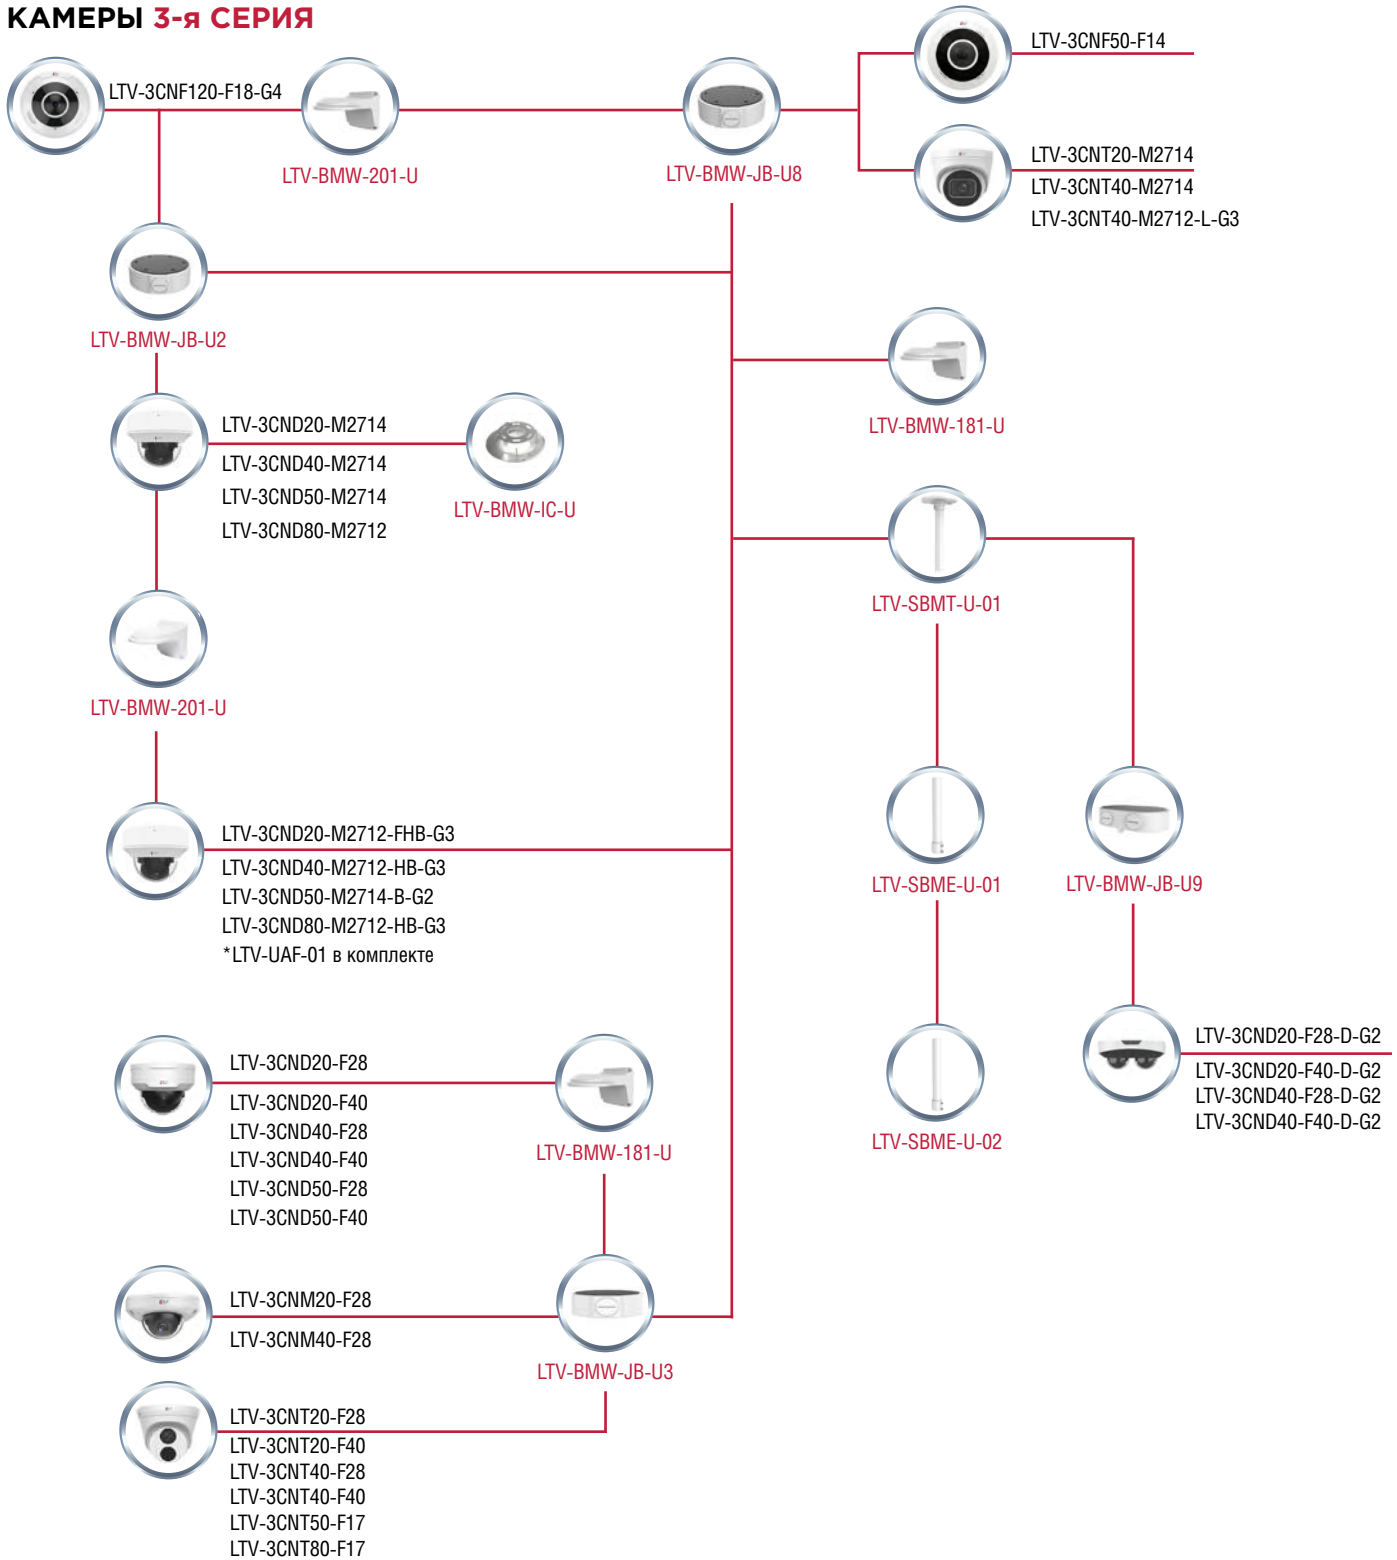 КАМЕРЫ 3-я СЕРИЯ
LTV-3CNF120-F18-G4
LTV-BMW-201-U
LTV-BMW-JB-U8
LTV-3CNF50-F14
LTV-3CNT20-M2714
LTV-3CNT40-M2714
LTV-3CNT40-M2712-L-G3
LTV-BMW-JB-U2
LTV-BMW-181-U
LTV-3CND20-M2714
LTV-3CND40-M2714
LTV-3CND50-M2714
LTV-3CND80-M2712
LTV-BMW-IC-U
LTV-SBMT-U-01
LTV-BMW-201-U
LTV-3CND20-M2712-FHB-G3
LTV-3CND40-M2712-HB-G3
LTV-3CND50-M2714-B-G2
LTV-3CND80-M2712-HB-G3
*LTV-UAF-01 в комплекте
LTV-SBME-U-01
LTV-BMW-JB-U9
LTV-3CND20-F28
LTV-3CND20-F40
LTV-3CND40-F28
LTV-3CND40-F40
LTV-3CND50-F28
LTV-3CND50-F40
LTV-BMW-181-U
LTV-SBME-U-02
LTV-3CND20-F28-D-G2
LTV-3CND20-F40-D-G2
LTV-3CND40-F28-D-G2
LTV-3CND40-F40-D-G2
LTV-3CNM20-F28
LTV-3CNM40-F28
LTV-BMW-JB-U3
LTV-3CNT20-F28
LTV-3CNT20-F40
LTV-3CNT40-F28
LTV-3CNT40-F40
LTV-3CNT50-F17
LTV-3CNT80-F17